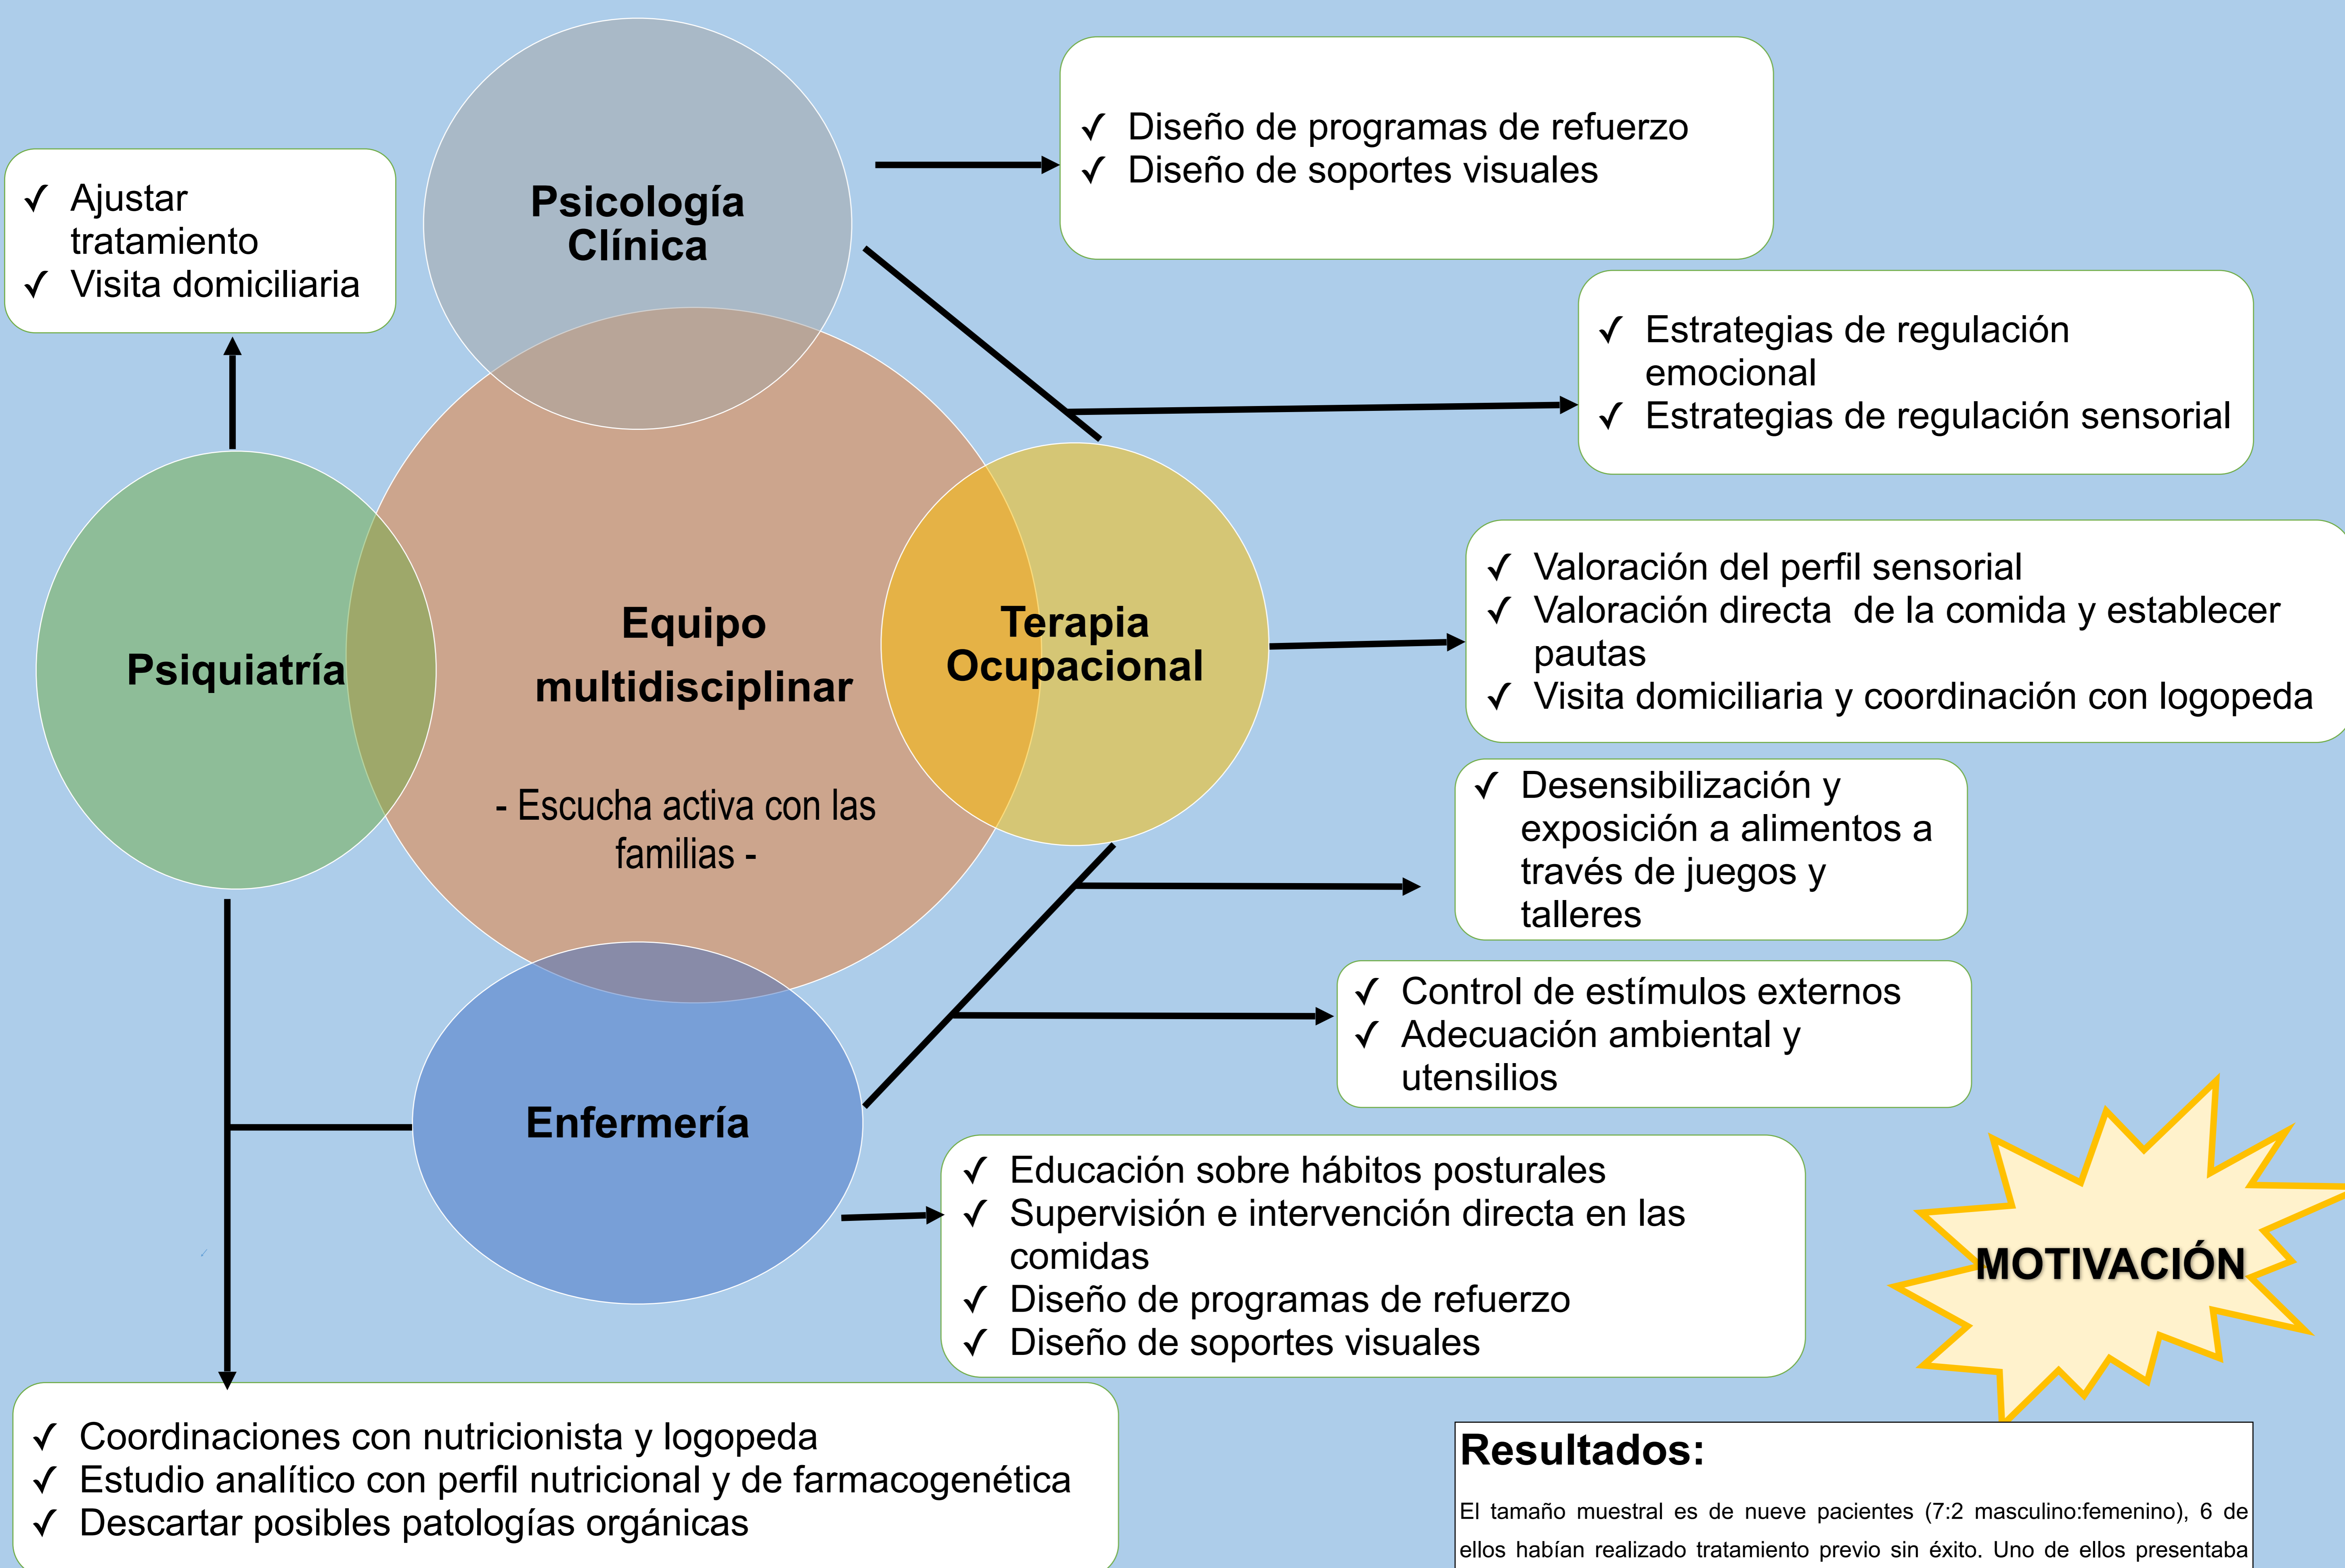 Psicología
Clínica
✓ Diseño de programas de refuerzo
✓ Diseño de soportes visuales
✓ Ajustar
tratamiento
✓ Visita domiciliaria
✓ Estrategias de regulación
emocional
✓ Estrategias de regulación sensorial
Psiquiatría
Equipo
multidisciplinar
- Escucha activa con las
familias -
Terapia
Ocupacional
✓ Valoración del perfil sensorial
✓ Valoración directa de la comida y establecer
pautas
✓ Visita domiciliaria y coordinación con logopeda
✓ Desensibilización y
exposición a alimentos a
través de juegos y
talleres
✓ Control de estímulos externos
✓ Adecuación ambiental y
utensilios
Enfermería
✓ Educación sobre hábitos posturales
✓ Supervisión e intervención directa en las
comidas
✓ Diseño de programas de refuerzo
✓ Diseño de soportes visuales
MOTIVACIÓN
✓ Coordinaciones con nutricionista y logopeda
✓ Estudio analítico con perfil nutricional y de farmacogenética
✓ Descartar posibles patologías orgánicas
Resultados:
El tamaño muestral es de nueve pacientes (7:2 masculino:femenino), 6 de
ellos habían realizado tratamiento previo sin éxito. Uno de ellos presentaba